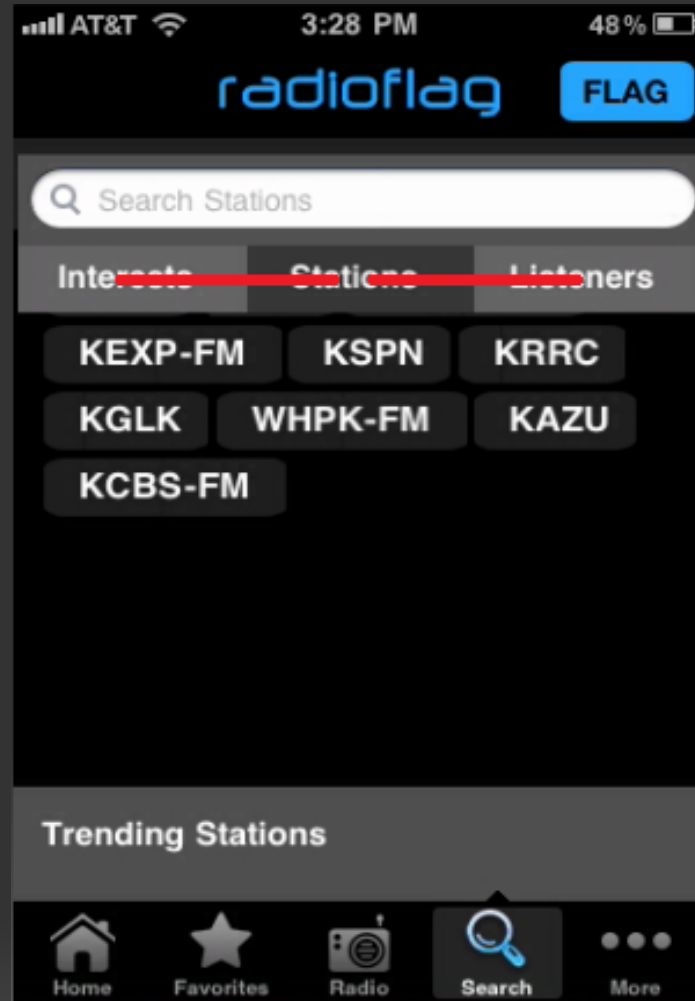 AT&T 3:28 PM 48%
radioflag FLAG
Search Stations
Interests Stations Listeners
KEXP-FM KSPN KRRC
KGLK WHPK-FM KAZU
KCBS-FM
Trending Stations
Home Favorites Radio Search More